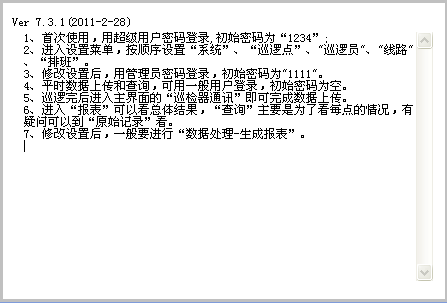 Ver 7.3.1(2011-2-28)
1、首次使用，用超级用户密码登录,初始密码为“1234”；
2、进入设置菜单，按顺序设置“系统”、“巡逻点”、“巡逻员”、“线路”
、“排班”。
3、修改设置后，用管理员密码登录，初始密码为“1111”。
4、平时数据上传和查询，可用一般用户登录，初始密码为空。
5、巡逻完后进入主界面的“巡检器通讯”即可完成数据上传。
6、进入“报表”可以看总体结果，“查询”主要是为了看每点的情况，有
疑问可以到“原始记录”看。
7、修改设置后，一般要进行“数据处理-生成报表”。